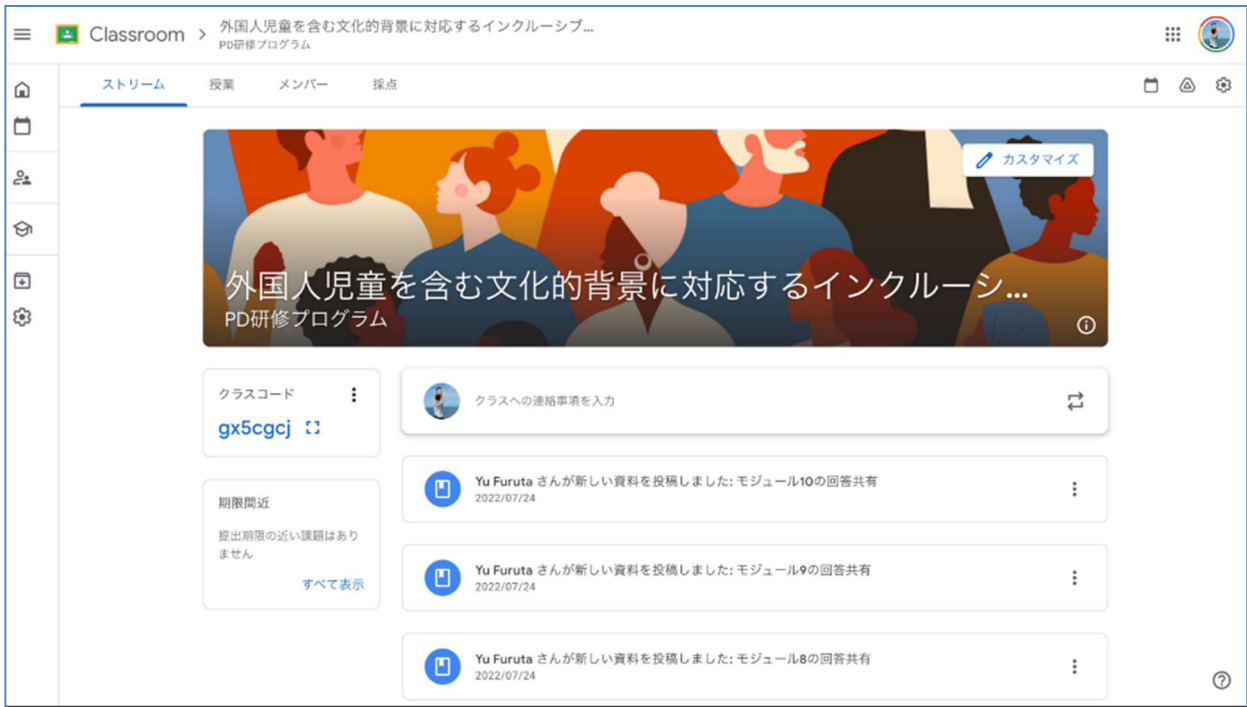 Classroom
外国人児童を含む文化的背景に対応するインクルーシブ...
PD研修プログラム
ストリーム 授業 メンバー 採点
カスタマイズ
外国人児童を含む文化的背景に対応するインクルーシ...
PD研修プログラム
クラスコード
gx5cgcj
期限間近
提出期限の近い課題はあり
ません
すべて表示
クラスへの連絡事項を入力
Yu Furuta さんが新しい資料を投稿しました: モジュール10の回答共有
2022/07/24
Yu Furuta さんが新しい資料を投稿しました: モジュール9の回答共有
2022/07/24
Yu Furuta さんが新しい資料を投稿しました: モジュール8の回答共有
2022/07/24